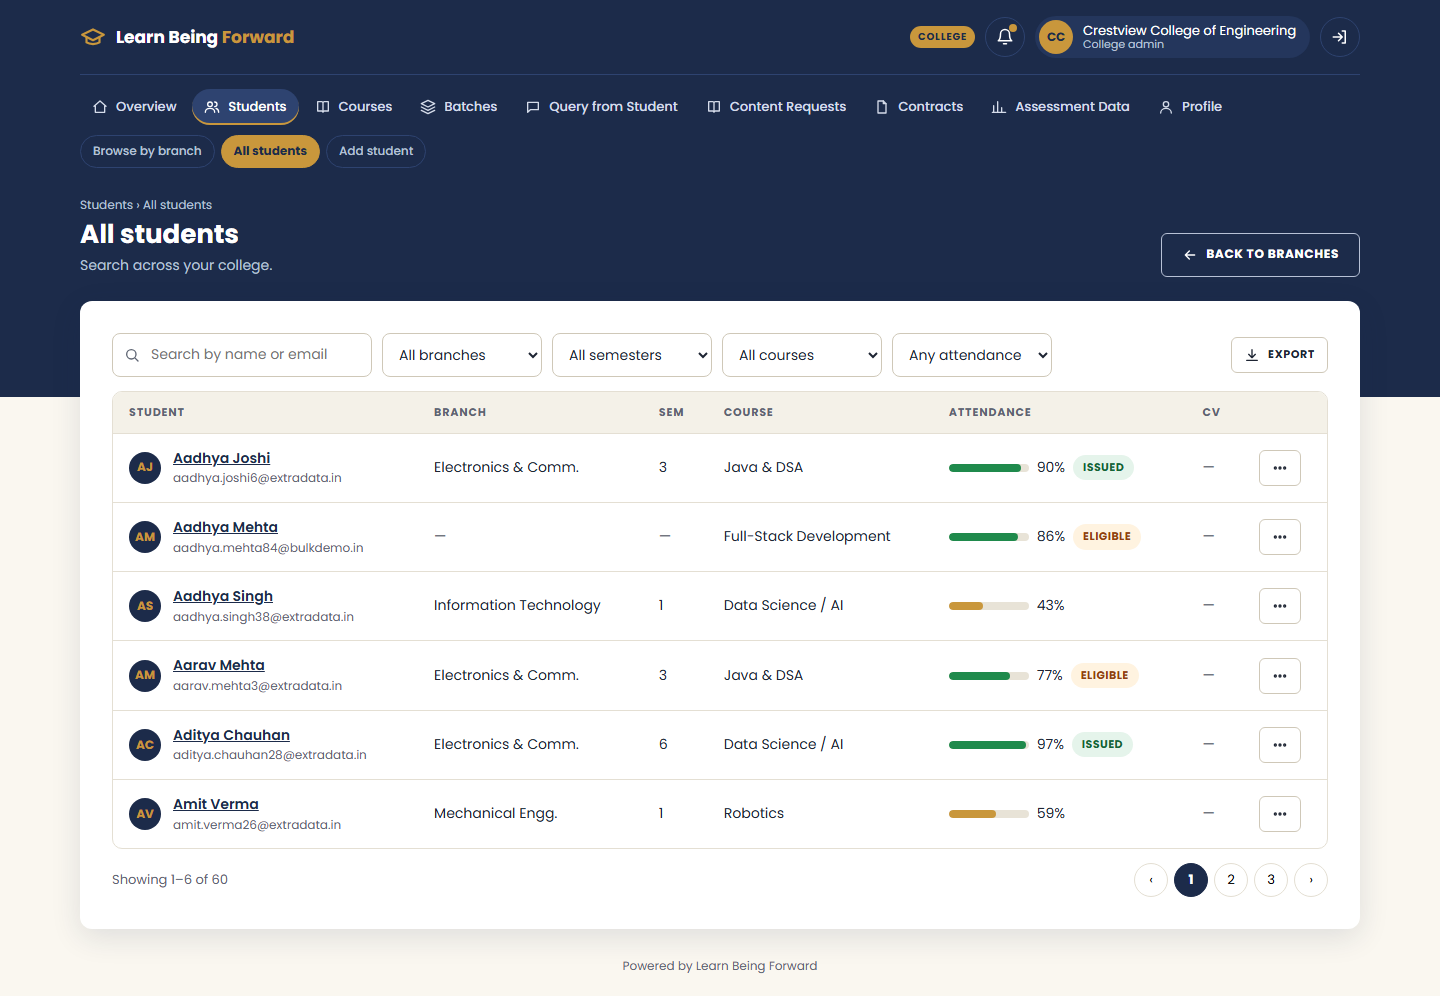 Learn Being Forward
COLLEGE
CC
Crestview College of Engineering
College admin
Overview Students Courses Batches Query from Student Content Requests Contracts Assessment Data Profile
Browse by branch All students Add student
Students › All students
All students
Search across your college.
BACK TO BRANCHES
Search by name or email All branches All semesters All courses Any attendance EXPORT
STUDENT BRANCH SEM COURSE ATTENDANCE CV
AJ Aadhya Joshi
aadhya.joshi6@extradata.in
Electronics & Comm. 3 Java & DSA 90% ISSUED — •••
AM Aadhya Mehta
aadhya.mehta84@bulkdemo.in
— — Full-Stack Development 86% ELIGIBLE — •••
AS Aadhya Singh
aadhya.singh38@extradata.in
Information Technology 1 Data Science / AI 43% — •••
AM Aarav Mehta
aarav.mehta3@extradata.in
Electronics & Comm. 3 Java & DSA 77% ELIGIBLE — •••
AC Aditya Chauhan
aditya.chauhan28@extradata.in
Electronics & Comm. 6 Data Science / AI 97% ISSUED — •••
AV Amit Verma
amit.verma26@extradata.in
Mechanical Engg. 1 Robotics 59% — •••
Showing 1–6 of 60
‹ 1 2 3 ›
Powered by Learn Being Forward